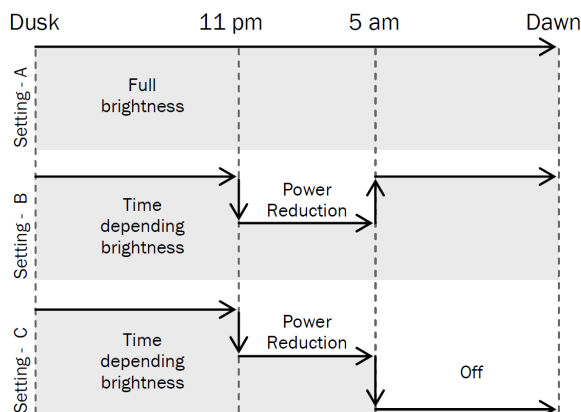 Dusk 11 pm 5 am Dawn
Setting - A
Full
brightness
Setting - B
Time
depending
brightness
Power
Reduction
Setting - C
Time
depending
brightness
Power
Reduction
Off